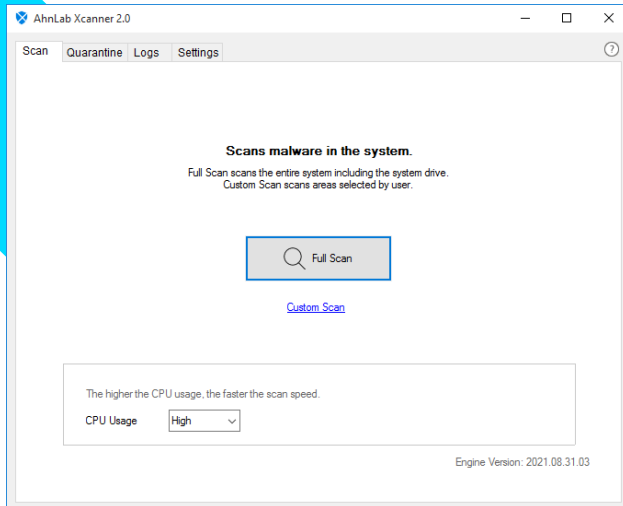 AhnLab Xcanner 2.0
Scan Quarantine Logs Settings
Scans malware in the system.
Full Scan scans the entire system including the system drive.
Custom Scan scans areas selected by user.
Full Scan
Custom Scan
The higher the CPU usage, the faster the scan speed.
CPU Usage High
Engine Version: 2021.08.31.03